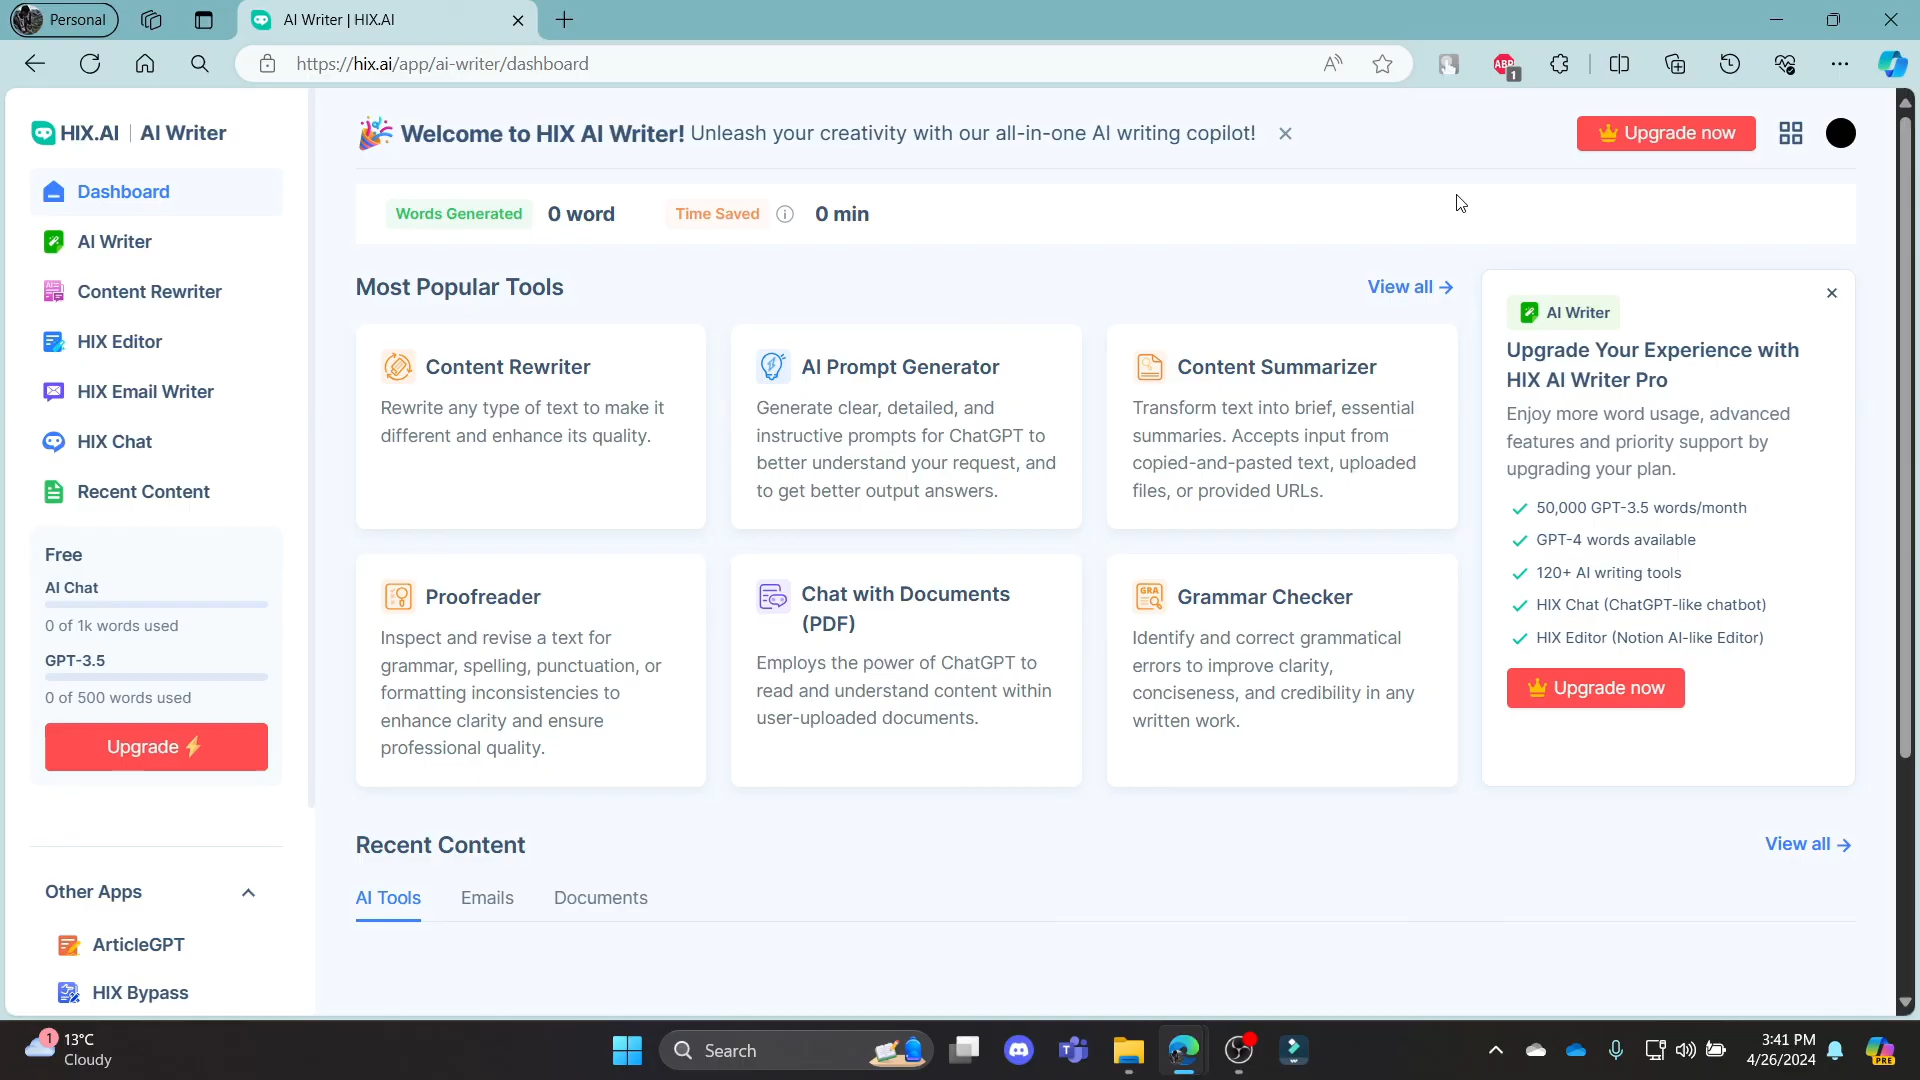 Personal
AI Writer | HIX.AI
https://hix.ai/app/ai-writer/dashboard
ABP
1
HIX.AI | AI Writer
Welcome to HIX AI Writer! Unleash your creativity with our all-in-one AI writing copilot!
Upgrade now
Dashboard
AI Writer
Content Rewriter
HIX Editor
HIX Email Writer
HIX Chat
Recent Content
Free
AI Chat
0 of 1k words used
GPT-3.5
0 of 500 words used
Upgrade
Other Apps
ArticleGPT
HIX Bypass
Words Generated 0 word Time Saved 0 min
Most Popular Tools
View all
Content Rewriter
Rewrite any type of text to make it
different and enhance its quality.
AI Prompt Generator
Generate clear, detailed, and
instructive prompts for ChatGPT to
better understand your request, and
to get better output answers.
Content Summarizer
Transform text into brief, essential
summaries. Accepts input from
copied-and-pasted text, uploaded
files, or provided URLs.
Proofreader
Inspect and revise a text for
grammar, spelling, punctuation, or
formatting inconsistencies to
enhance clarity and ensure
professional quality.
Chat with Documents
(PDF)
Employs the power of ChatGPT to
read and understand content within
user-uploaded documents.
GRA
Grammar Checker
Identify and correct grammatical
errors to improve clarity,
conciseness, and credibility in any
written work.
AI Writer
Upgrade Your Experience with
HIX AI Writer Pro
Enjoy more word usage, advanced
features and priority support by
upgrading your plan.
50,000 GPT-3.5 words/month
GPT-4 words available
120+ AI writing tools
HIX Chat (ChatGPT-like chatbot)
HIX Editor (Notion AI-like Editor)
Upgrade now
Recent Content
View all
AI Tools Emails Documents
1
13°C
Cloudy
Search
3:41 PM
4/26/2024
PRE